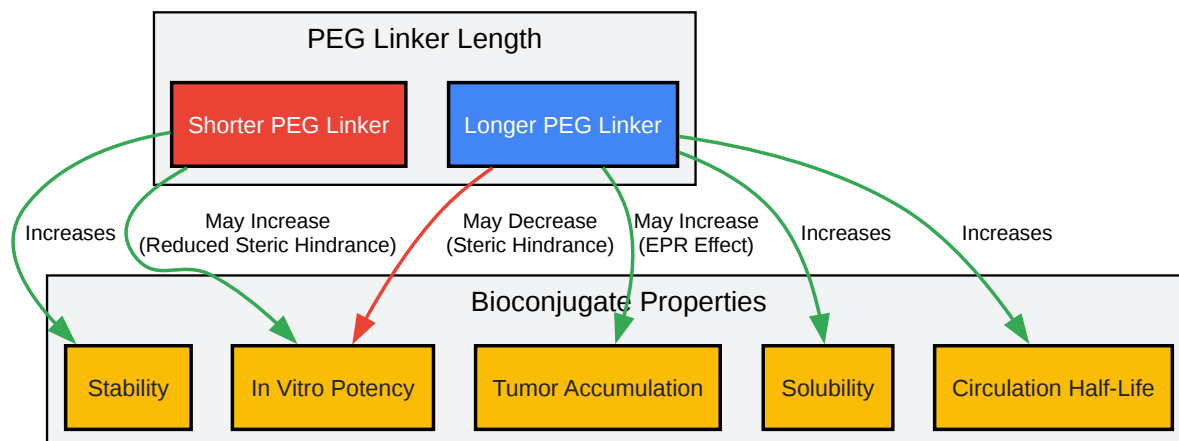 PEG Linker Length
Shorter PEG Linker
Longer PEG Linker
Increases
May Increase
(Reduced Steric Hindrance)
May Decrease
(Steric Hindrance)
May Increase
(EPR Effect)
Increases
Increases
Bioconjugate Properties
Stability
In Vitro Potency
Tumor Accumulation
Solubility
Circulation Half-Life